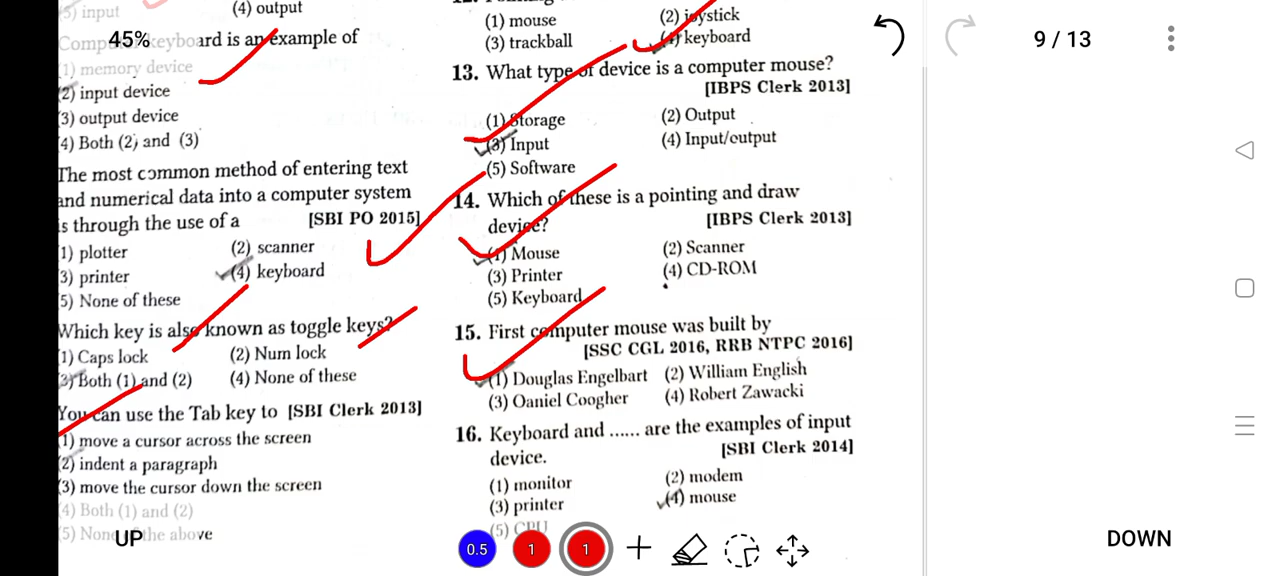 (5) input
(4) output
Computer keyboard is an example of
(1) memory device
(2) input device
(3) output device
(4) Both (2) and (3)
The most common method of entering text
and numerical data into a computer system
is through the use of a [SBI PO 2015]
(1) plotter (2) scanner
(3) printer (4) keyboard
(5) None of these
Which key is also known as toggle keys?
(1) Caps lock (2) Num lock
(3) Both (1) and (2) (4) None of these
You can use the Tab key to [SBI Clerk 2013]
(1) move a cursor across the screen
(2) indent a paragraph
(3) move the cursor down the screen
(4) Both (1) and (2)
(5) None of the above
(1) mouse (2) joystick
(3) trackball (4) keyboard
13. What type of device is a computer mouse?
[IBPS Clerk 2013]
(1) Storage (2) Output
(3) Input (4) Input/output
(5) Software
14. Which of these is a pointing and draw
device? [IBPS Clerk 2013]
(1) Mouse (2) Scanner
(3) Printer (4) CD-ROM
(5) Keyboard
15. First computer mouse was built by
[SSC CGL 2016, RRB NTPC 2016]
(1) Douglas Engelbart (2) William English
(3) Oaniel Coogher (4) Robert Zawacki
16. Keyboard and ...... are the examples of input
device. [SBI Clerk 2014]
(1) monitor (2) modem
(3) printer (4) mouse
(5) CPU
45%
9 / 13
UP
0.5
1
1
DOWN